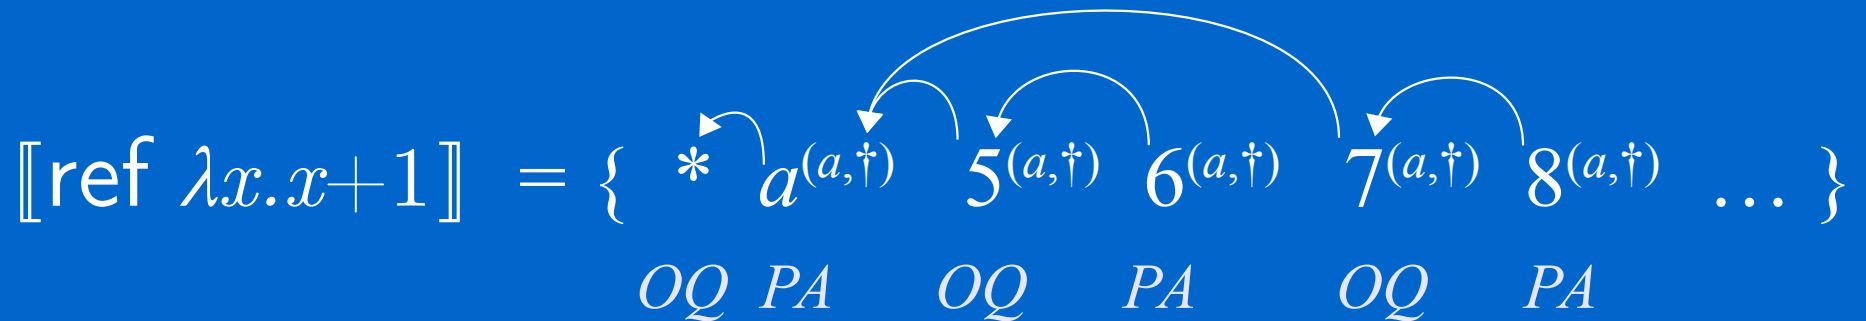 ⟦ref λx.x+1⟧ = { * a^(a,†) 5^(a,†) 6^(a,†) 7^(a,†) 8^(a,†) ... }
OQ PA OQ PA OQ PA